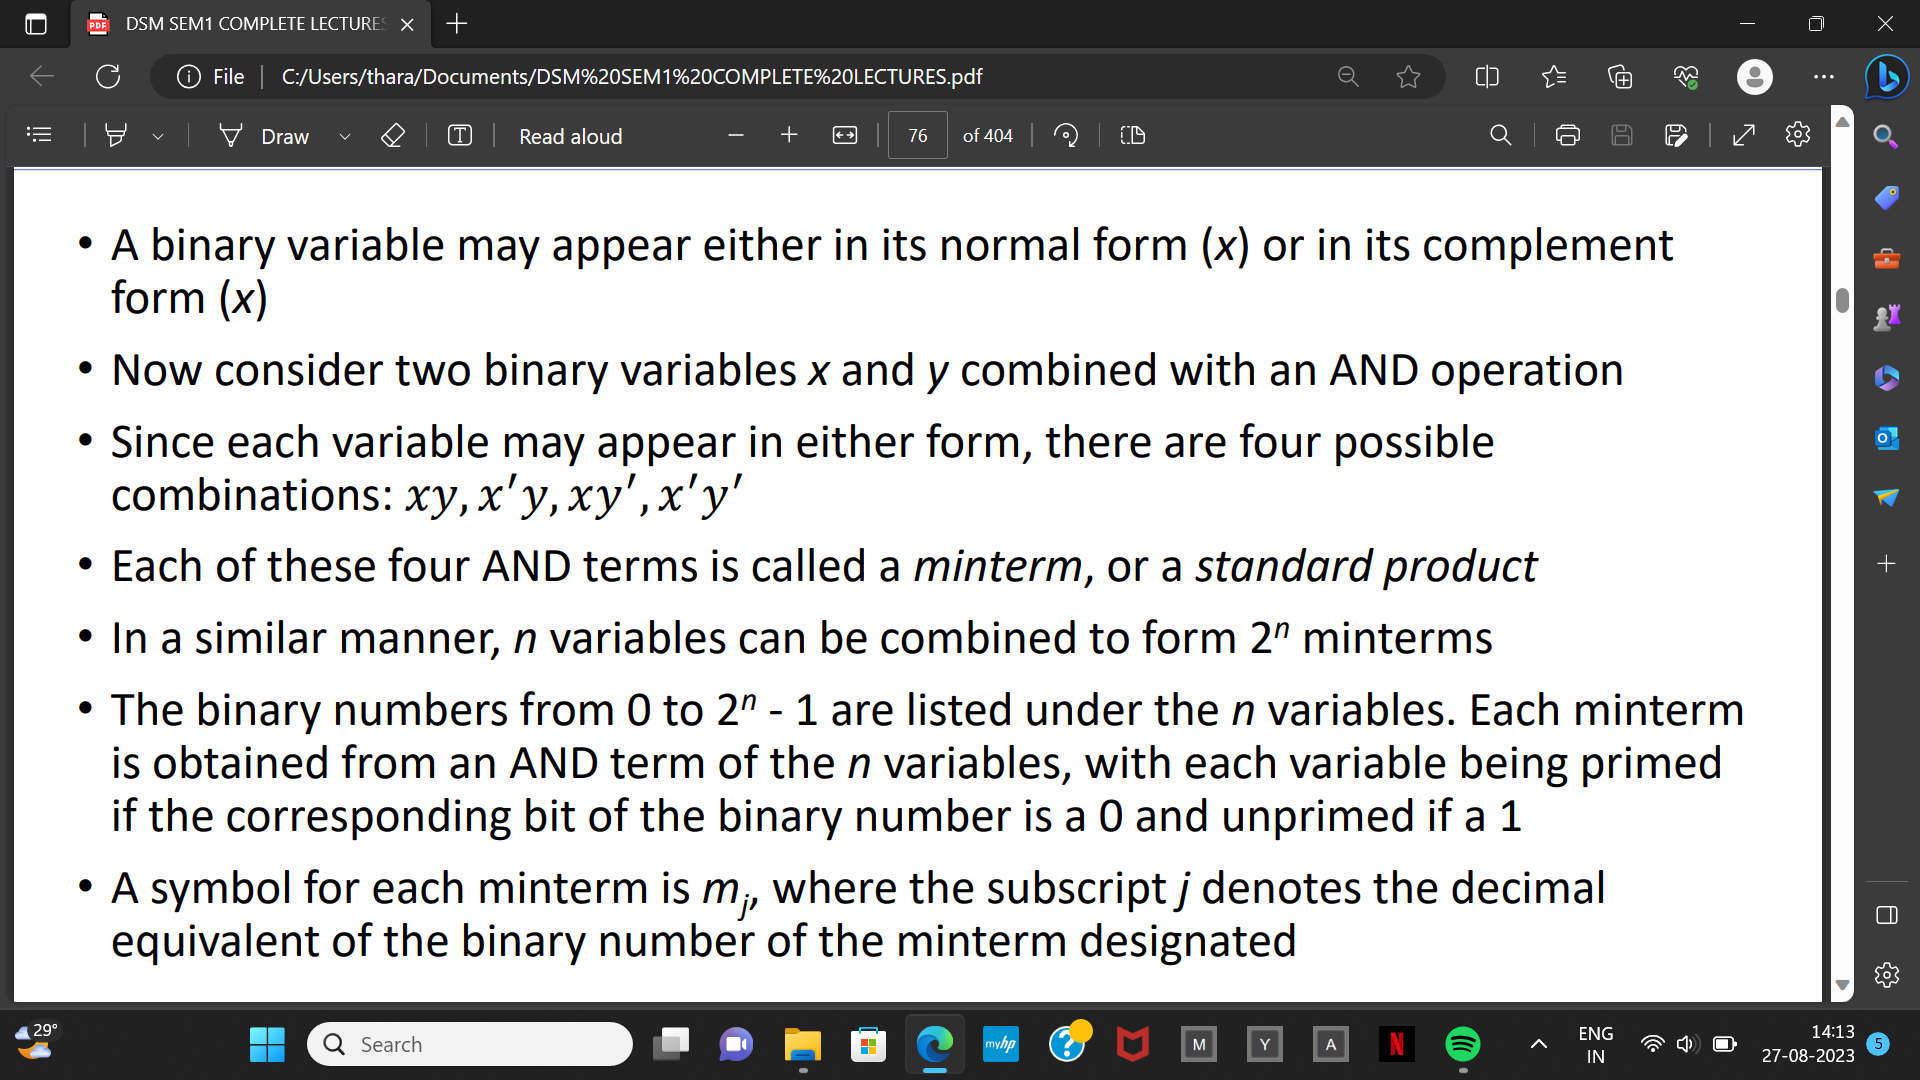 DSM SEM1 COMPLETE LECTURES
File
C:/Users/thara/Documents/DSM%20SEM1%20COMPLETE%20LECTURES.pdf
Draw
Read aloud
76
of 404
• A binary variable may appear either in its normal form (x) or in its complement
form (x)
• Now consider two binary variables x and y combined with an AND operation
• Since each variable may appear in either form, there are four possible
combinations: xy, x′y, xy′, x′y′
• Each of these four AND terms is called a minterm, or a standard product
• In a similar manner, n variables can be combined to form 2ⁿ minterms
• The binary numbers from 0 to 2ⁿ - 1 are listed under the n variables. Each minterm
is obtained from an AND term of the n variables, with each variable being primed
if the corresponding bit of the binary number is a 0 and unprimed if a 1
• A symbol for each minterm is mⱼ, where the subscript j denotes the decimal
equivalent of the binary number of the minterm designated
29°
Search
myhp
M
Y
A
N
ENG
IN
14:13
27-08-2023
5